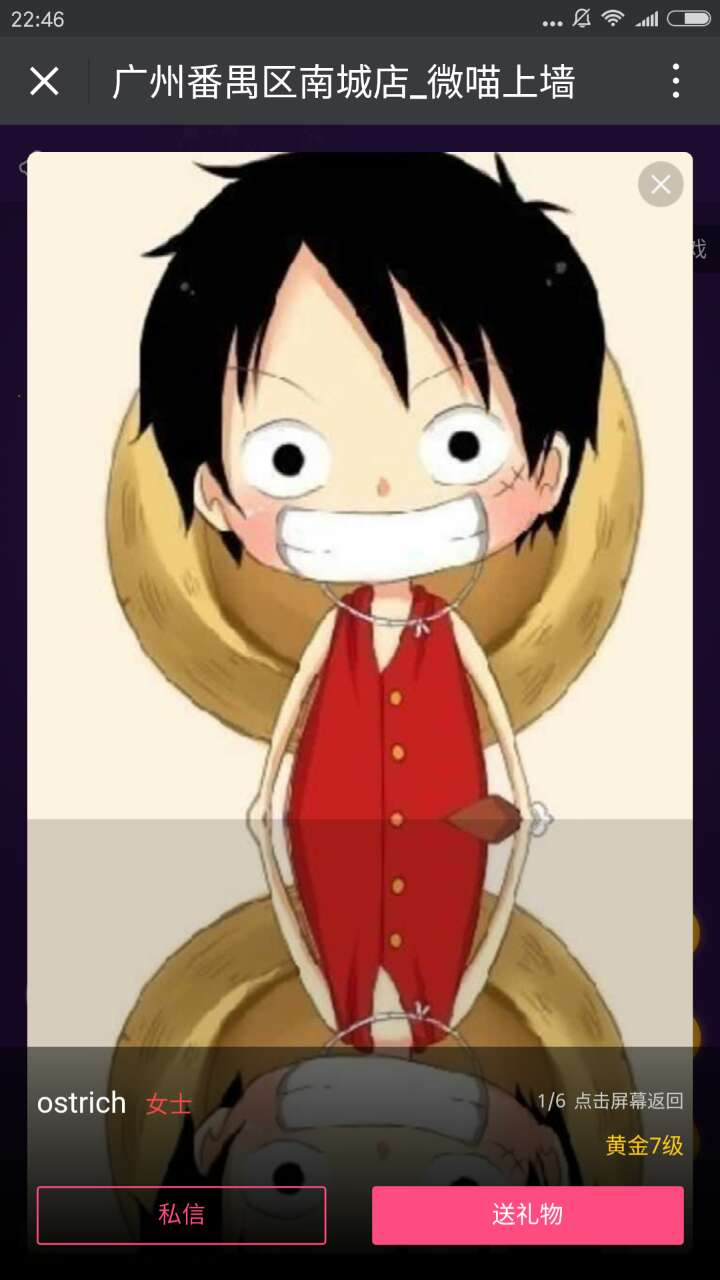 22:46
广州番禺区南城店_微喵上墙
戏
ostrich 女士
1/6 点击屏幕返回
黄金7级
私信
送礼物